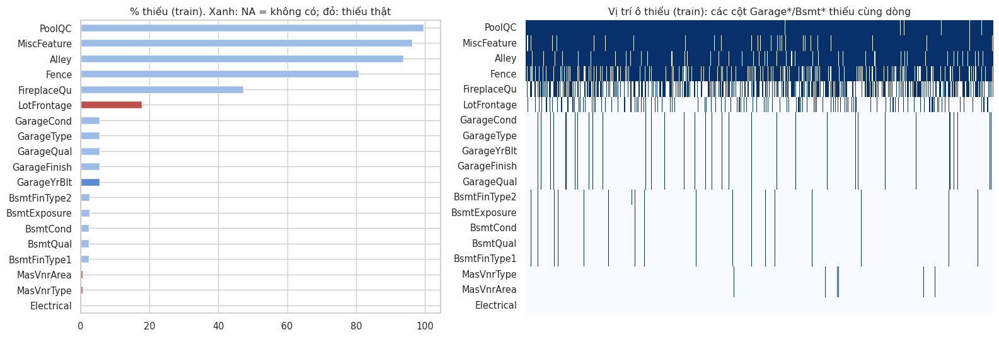 % thiếu (train). Xanh: NA = không có; đỏ: thiếu thật
PoolQC
MiscFeature
Alley
Fence
FireplaceQu
LotFrontage
GarageCond
GarageType
GarageQual
GarageFinish
GarageYrBlt
BsmtFinType2
BsmtExposure
BsmtCond
BsmtQual
BsmtFinType1
MasVnrArea
MasVnrType
Electrical
0 20 40 60 80 100
Vị trí ô thiếu (train): các cột Garage*/Bsmt* thiếu cùng dòng
PoolQC
MiscFeature
Alley
Fence
FireplaceQu
LotFrontage
GarageCond
GarageType
GarageYrBlt
GarageFinish
GarageQual
BsmtFinType2
BsmtExposure
BsmtCond
BsmtQual
BsmtFinType1
MasVnrType
MasVnrArea
Electrical